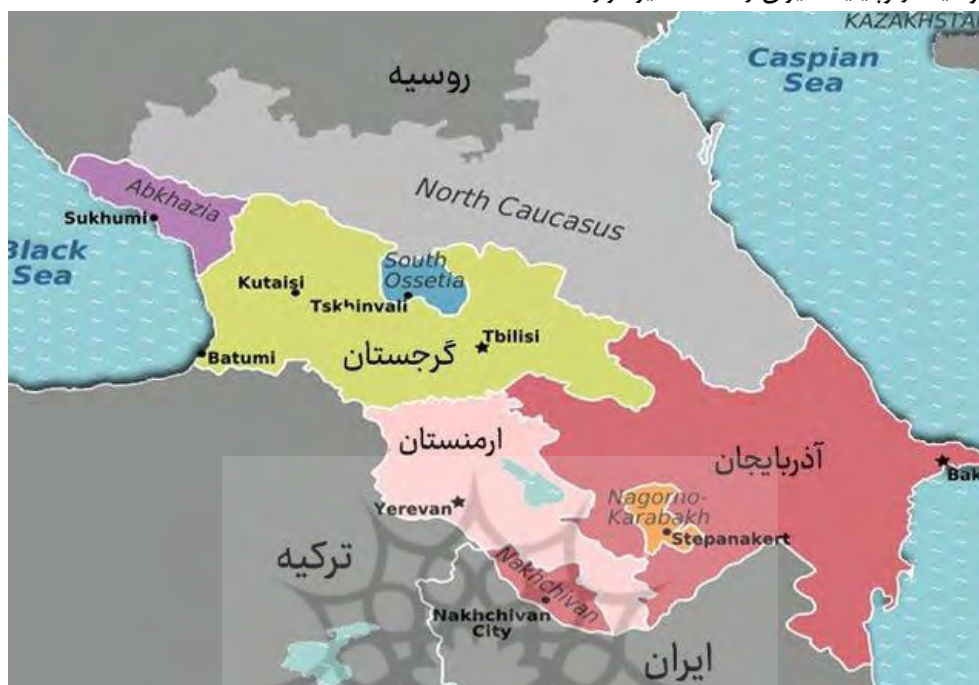 KAZAKHSTA
Caspian
Sea
روسیه
North Caucasus
Abkhazia
Sukhumi
Black
Sea
South
Ossetia
Kutaisi
Tskhinvali
Tbilisi
گرجستان
Batumi
ارمنستان
آذربایجان
Bak
Nagorno-
Karabakh
Yerevan
Stepanakert
ترکیه
Nakhchivan
Nakhchivan
City
ایران